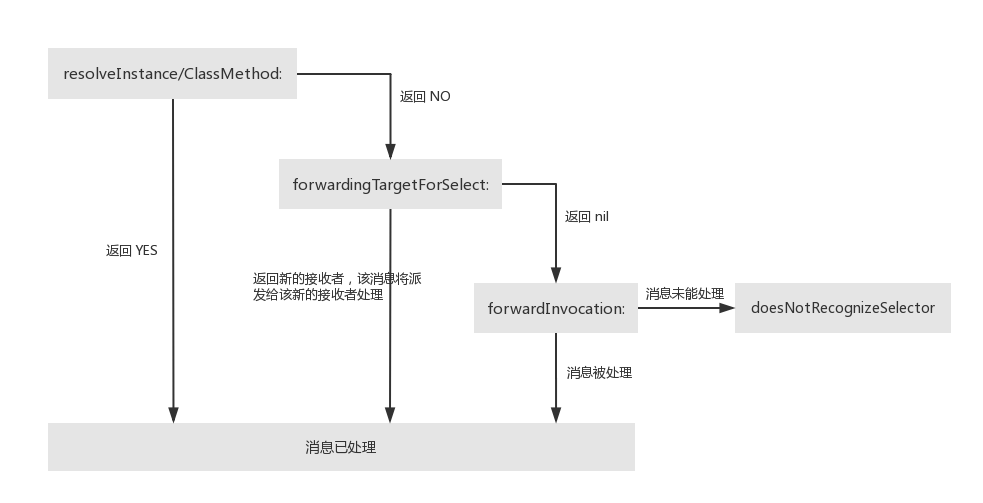 resolveInstance/ClassMethod:
返回 NO
forwardingTargetForSelect:
返回 nil
返回 YES
返回新的接收者，该消息将派
发给该新的接收者处理
消息未能处理
forwardInvocation:
doesNotRecognizeSelector
消息被处理
消息已处理